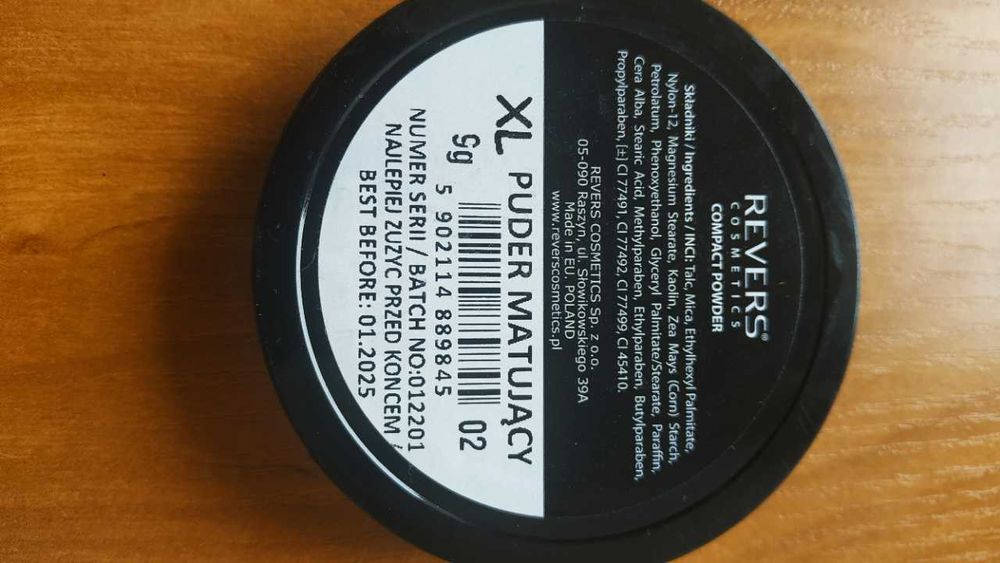 REVERS®
COSMETICS
COMPACT POWDER
Składniki / Ingredients / INCI: Talc, Mica, Ethylhexyl Palmitate,
Nylon-12, Magnesium Stearate, Kaolin, Zea Mays (Corn) Starch,
Petrolatum, Phenoxyethanol, Glyceryl Palmitate/Stearate, Paraffin,
Cera Alba, Stearic Acid, Methylparaben, Ethylparaben, Butylparaben,
Propylparaben, [±] CI 77491, CI 77492, CI 77499, CI 45410.
REVERS COSMETICS Sp. z o.o.
05-090 Raszyn, ul. Słowikowskiego 39A
Made in EU, POLAND
www.reverscosmetics.pl
XL PUDER MATUJĄCY
9g 02
5 902114 889845
NUMER SERII / BATCH NO:012201
NAJLEPIEJ ZUŻYĆ PRZED KOŃCEM /
BEST BEFORE: 01.2025